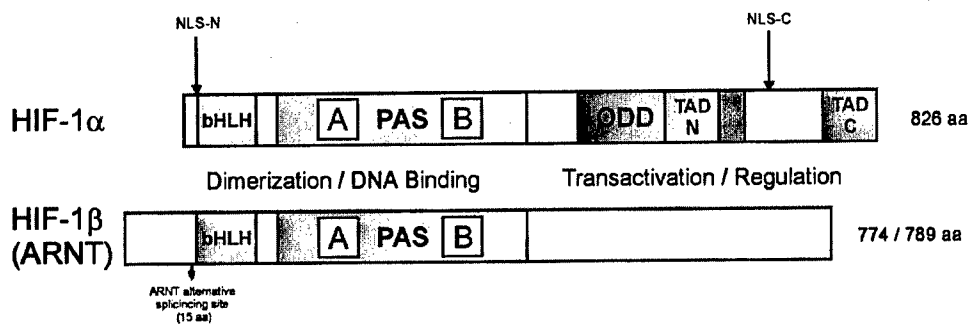 NLS-N
NLS-C
HIF-1α
bHLH
A PAS B
ODD
TAD
N
TAD
C
826 aa
Dimerization / DNA Binding
Transactivation / Regulation
HIF-1β
(ARNT)
bHLH
A PAS B
774 / 789 aa
ARNT alternative
splicincing site
(15 aa)